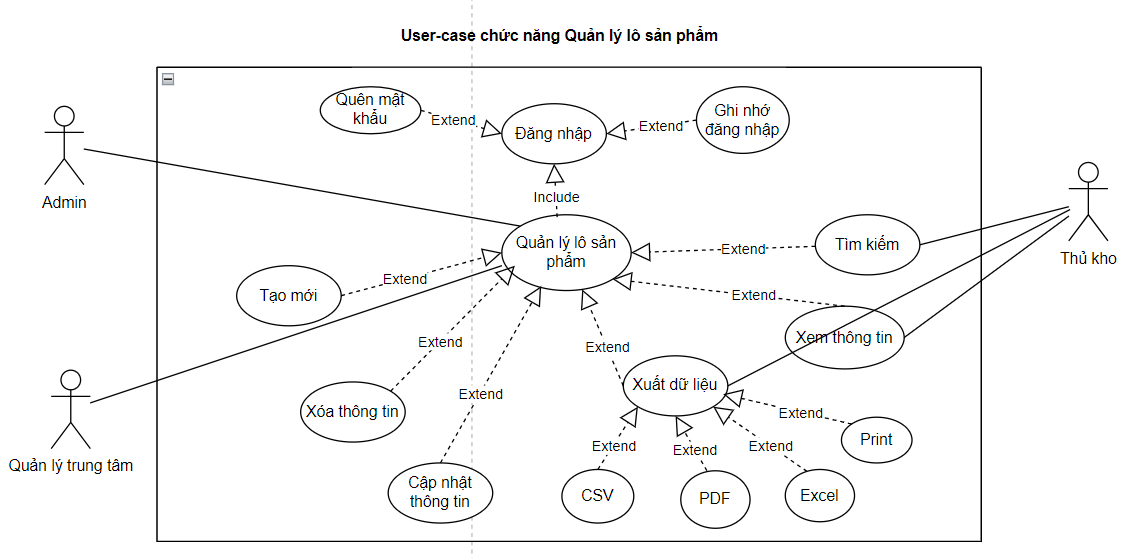 User-case chức năng Quản lý lô sản phẩm
Quên mật
khẩu
Extend
Đăng nhập
Extend
Ghi nhớ
đăng nhập
Include
Admin
Quản lý lô sản
phẩm
Extend
Tìm kiếm
Thủ kho
Extend
Tạo mới
Extend
Xem thông tin
Extend
Extend
Xuất dữ liệu
Extend
Xóa thông tin
Extend
Print
Quản lý trung tâm
Extend
Extend
Extend
Cập nhật
thông tin
CSV
PDF
Excel